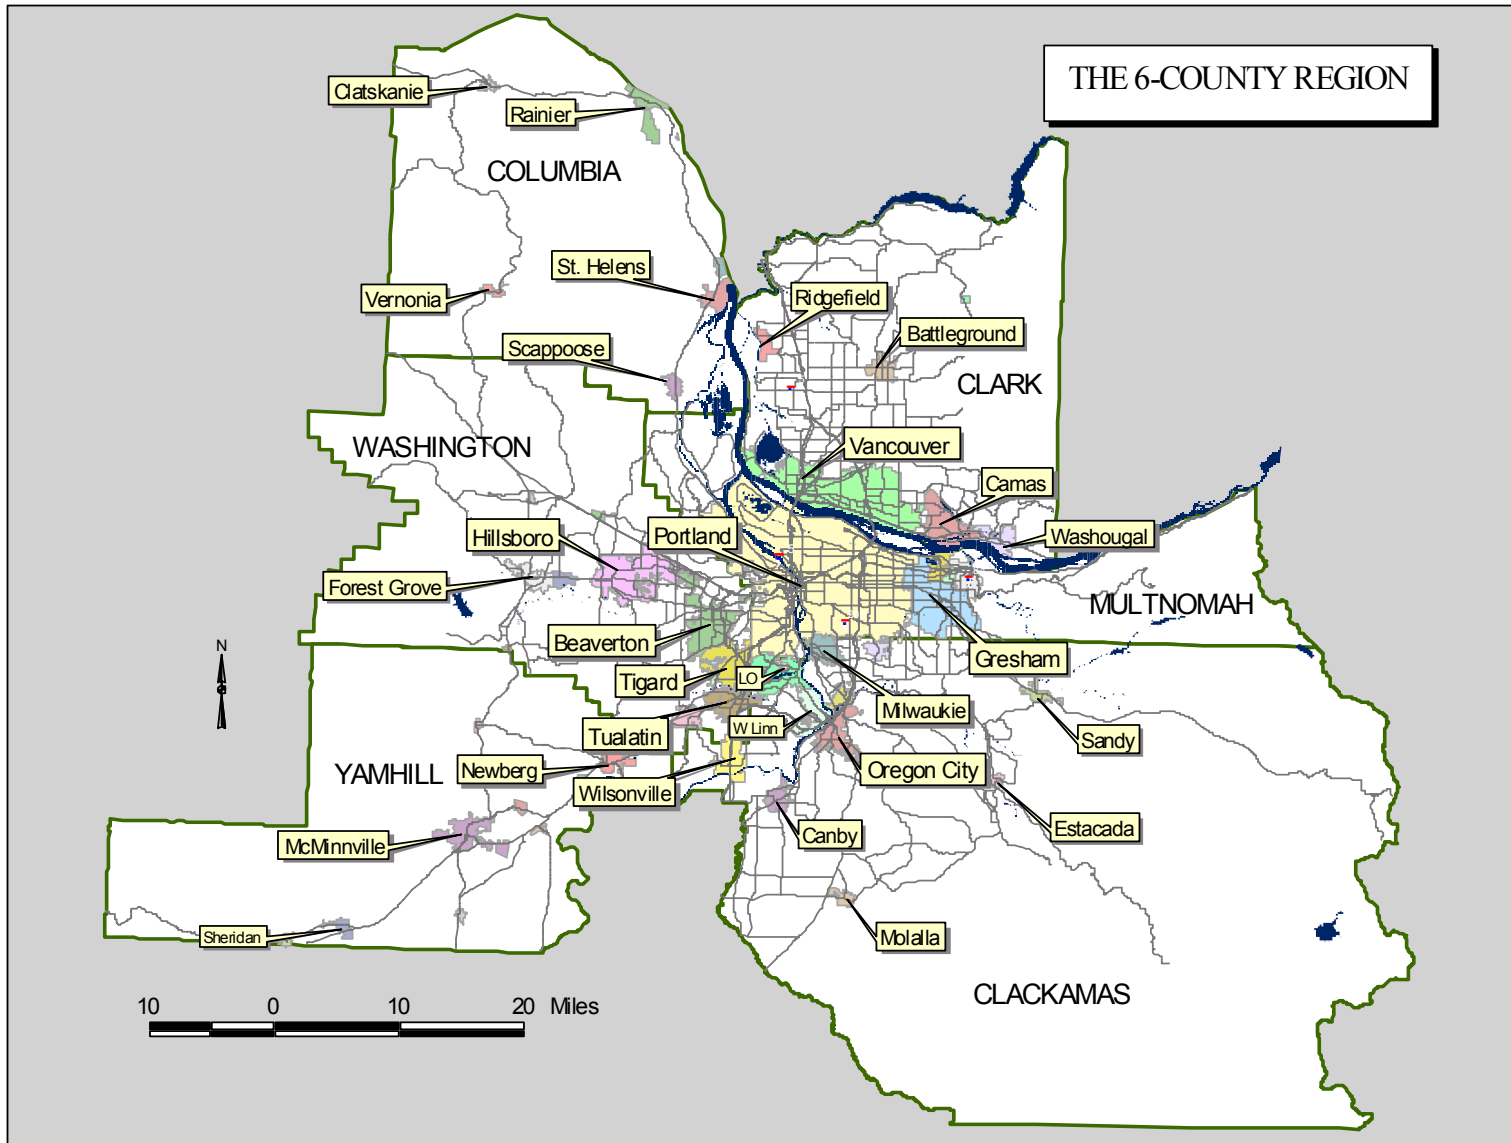 THE 6-COUNTY REGION
Clatskanie
Rainier
COLUMBIA
St. Helens
Vernonia
Ridgefield
Battleground
Scappoose
CLARK
WASHINGTON
Vancouver
Camas
Hillsboro
Portland
Washougal
Forest Grove
MULTNOMAH
Beaverton
Gresham
Tigard
LO
N
Milwaukie
W Linn
Tualatin
Sandy
YAMHILL
Newberg
Oregon City
Wilsonville
Estacada
Canby
McMinnville
Sheridan
Molalla
CLACKAMAS
10 0 10 20 Miles